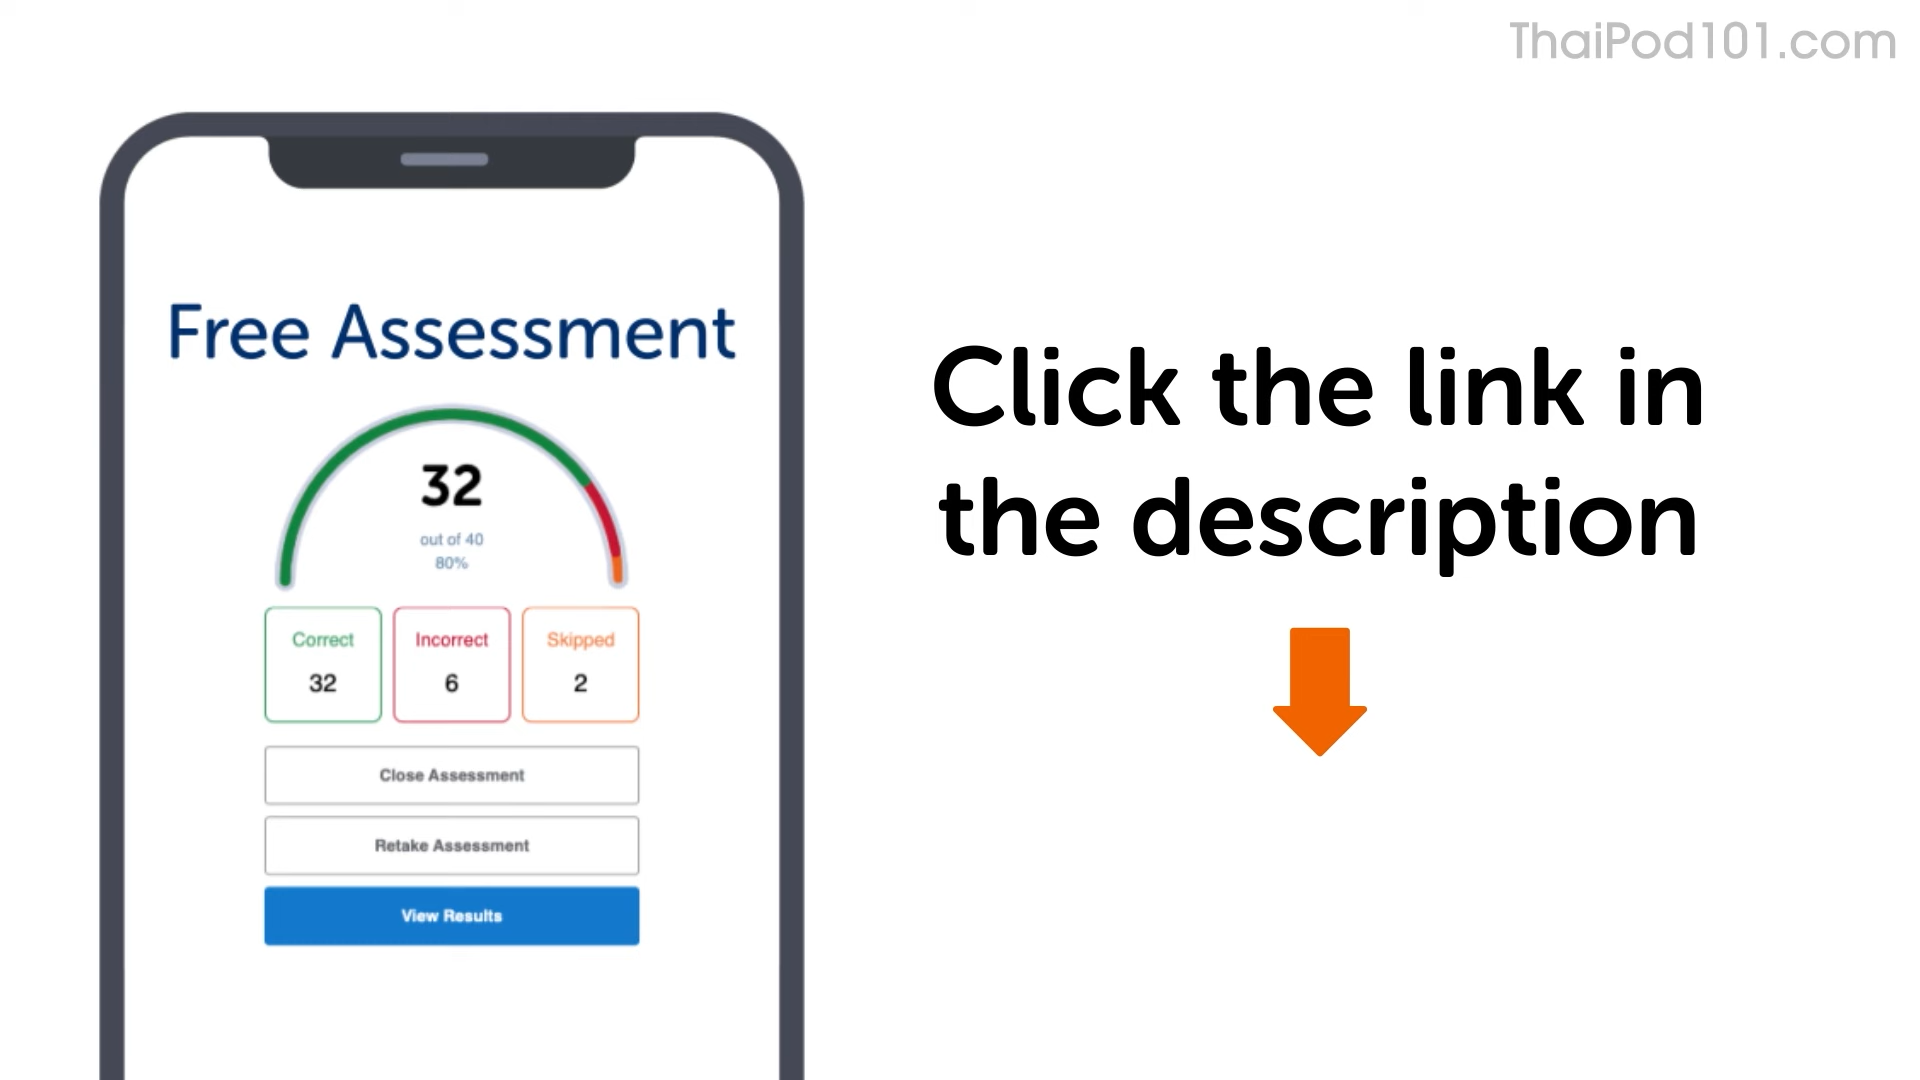 ThaiPod101.com
Free Assessment
32
out of 40
80%
Correct
32
Incorrect
6
Skipped
2
Close Assessment
Retake Assessment
View Results
Click the link in
the description